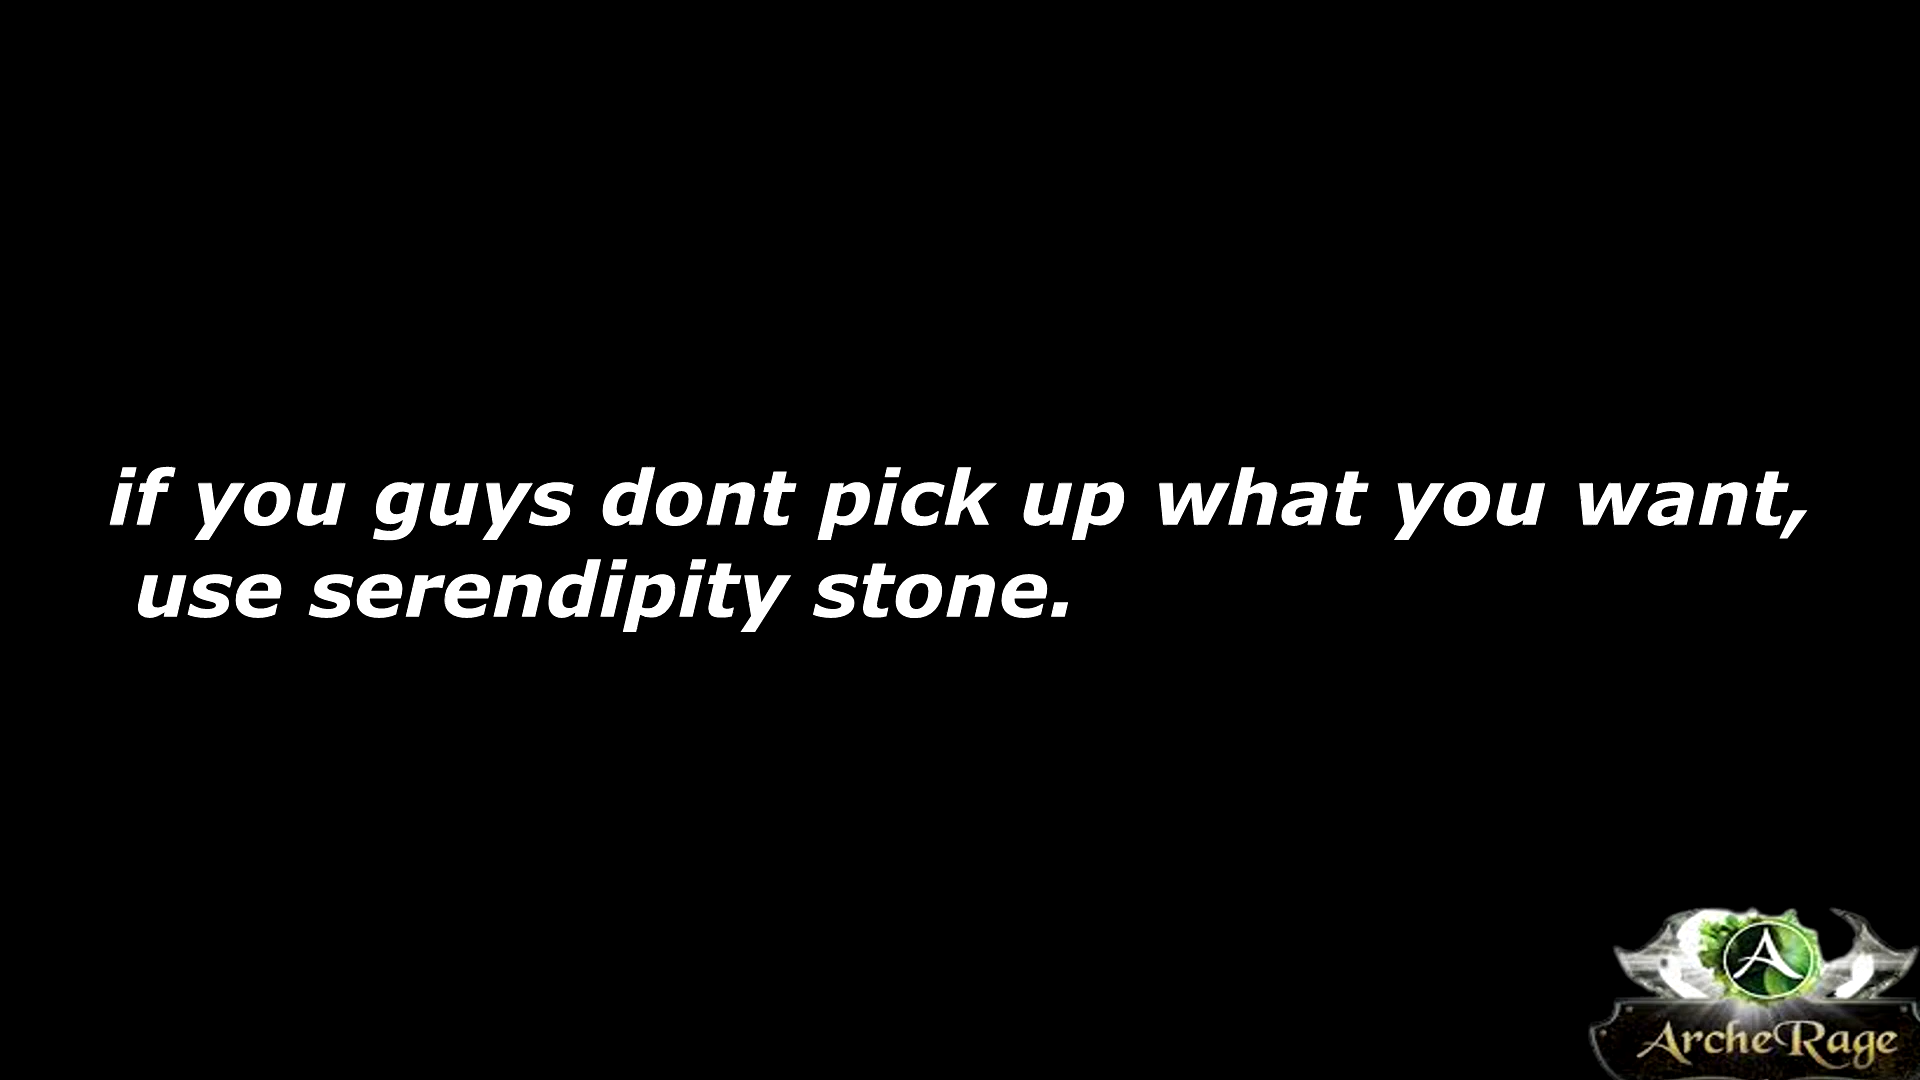 if you guys dont pick up what you want,
use serendipity stone.
A
ArcheRage